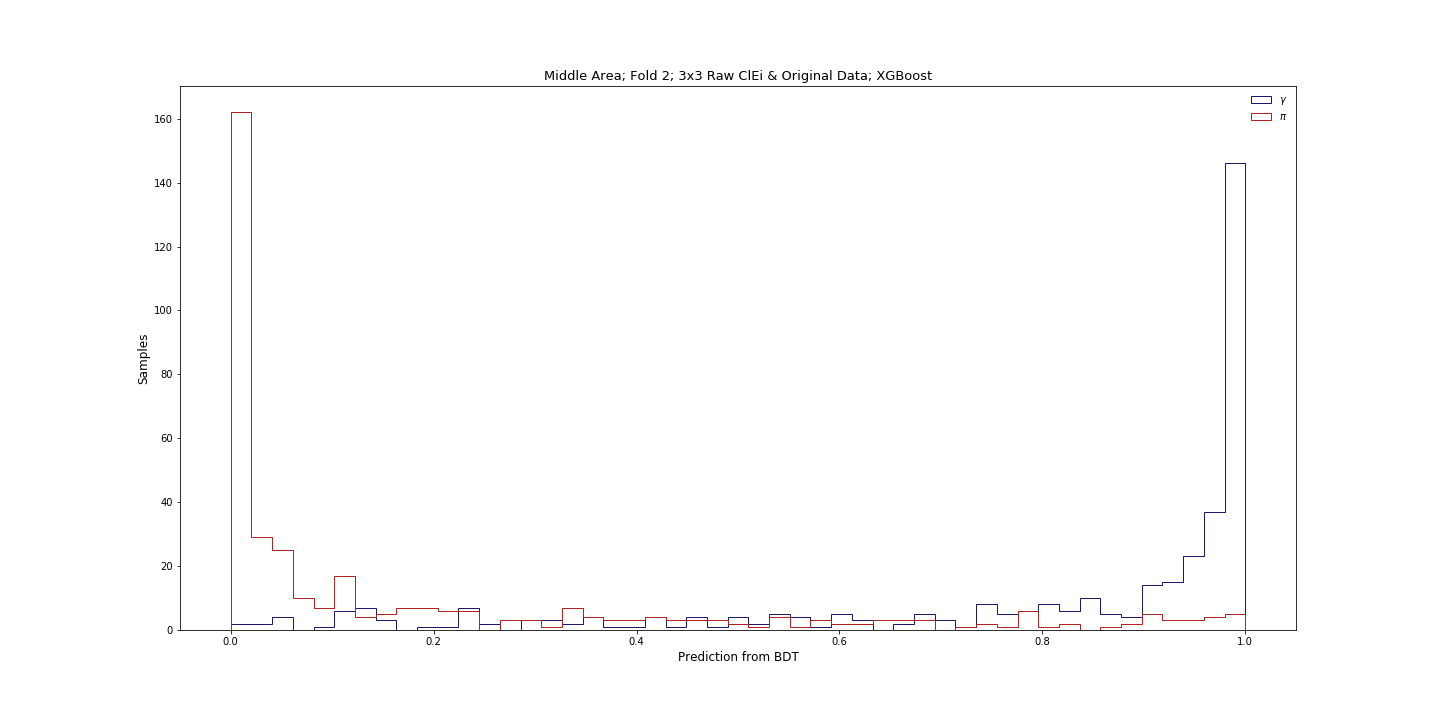 Middle Area; Fold 2; 3x3 Raw ClEi & Original Data; XGBoost
γ
π
160
140
120
100
80
60
40
20
0
Samples
0.0 0.2 0.4 0.6 0.8 1.0
Prediction from BDT